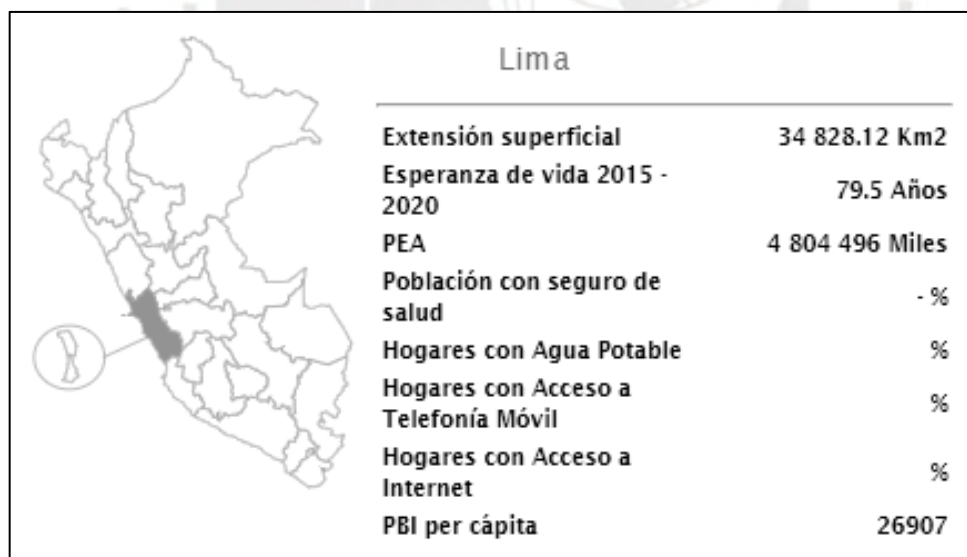 Lima
Extensión superficial 34 828.12 Km2
Esperanza de vida 2015 - 79.5 Años
2020
PEA 4 804 496 Miles
Población con seguro de - %
salud
Hogares con Agua Potable %
Hogares con Acceso a %
Telefonía Móvil
Hogares con Acceso a %
Internet
PBI per cápita 26907